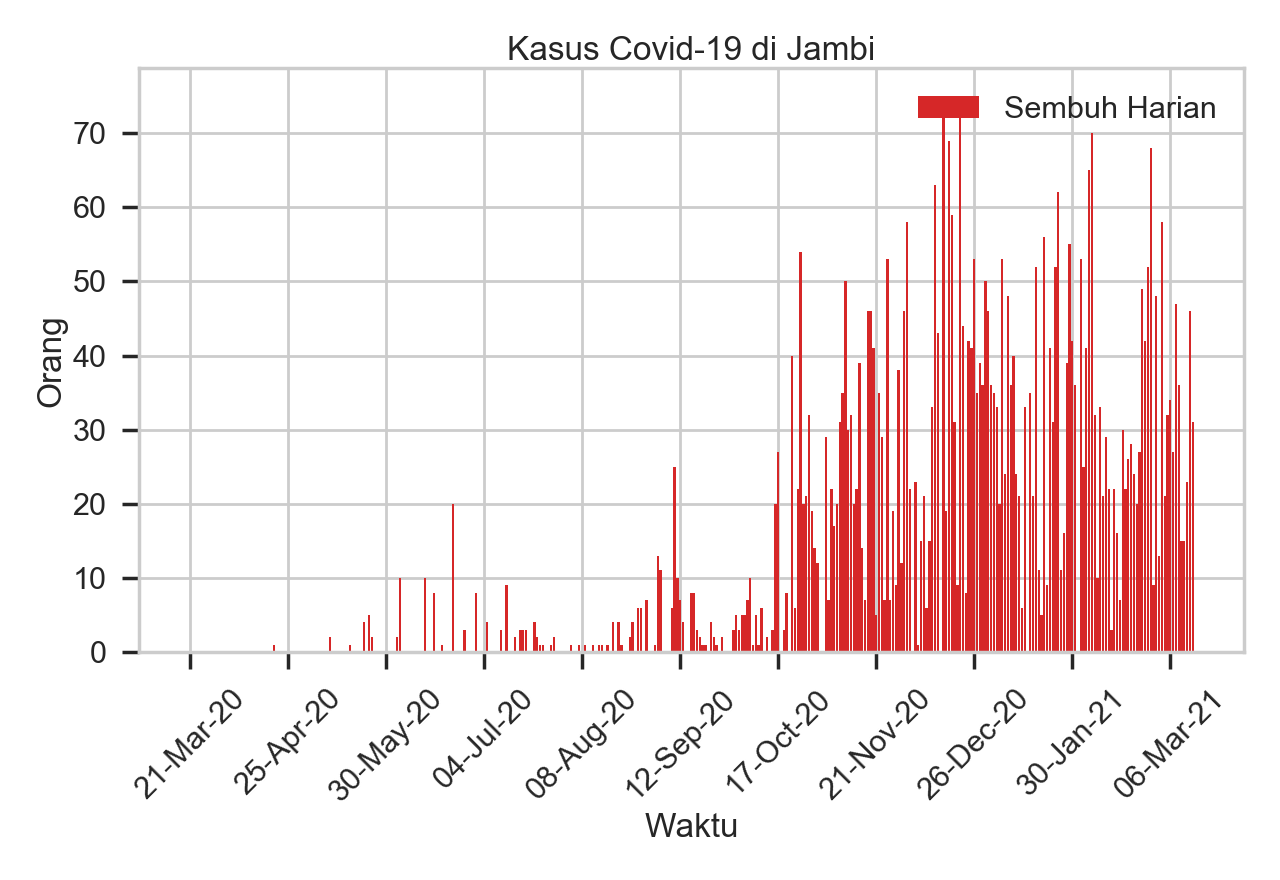 Kasus Covid-19 di Jambi
Sembuh Harian
Orang
70
60
50
40
30
20
10
0
21-Mar-20
25-Apr-20
30-May-20
04-Jul-20
08-Aug-20
12-Sep-20
17-Oct-20
21-Nov-20
26-Dec-20
30-Jan-21
06-Mar-21
Waktu